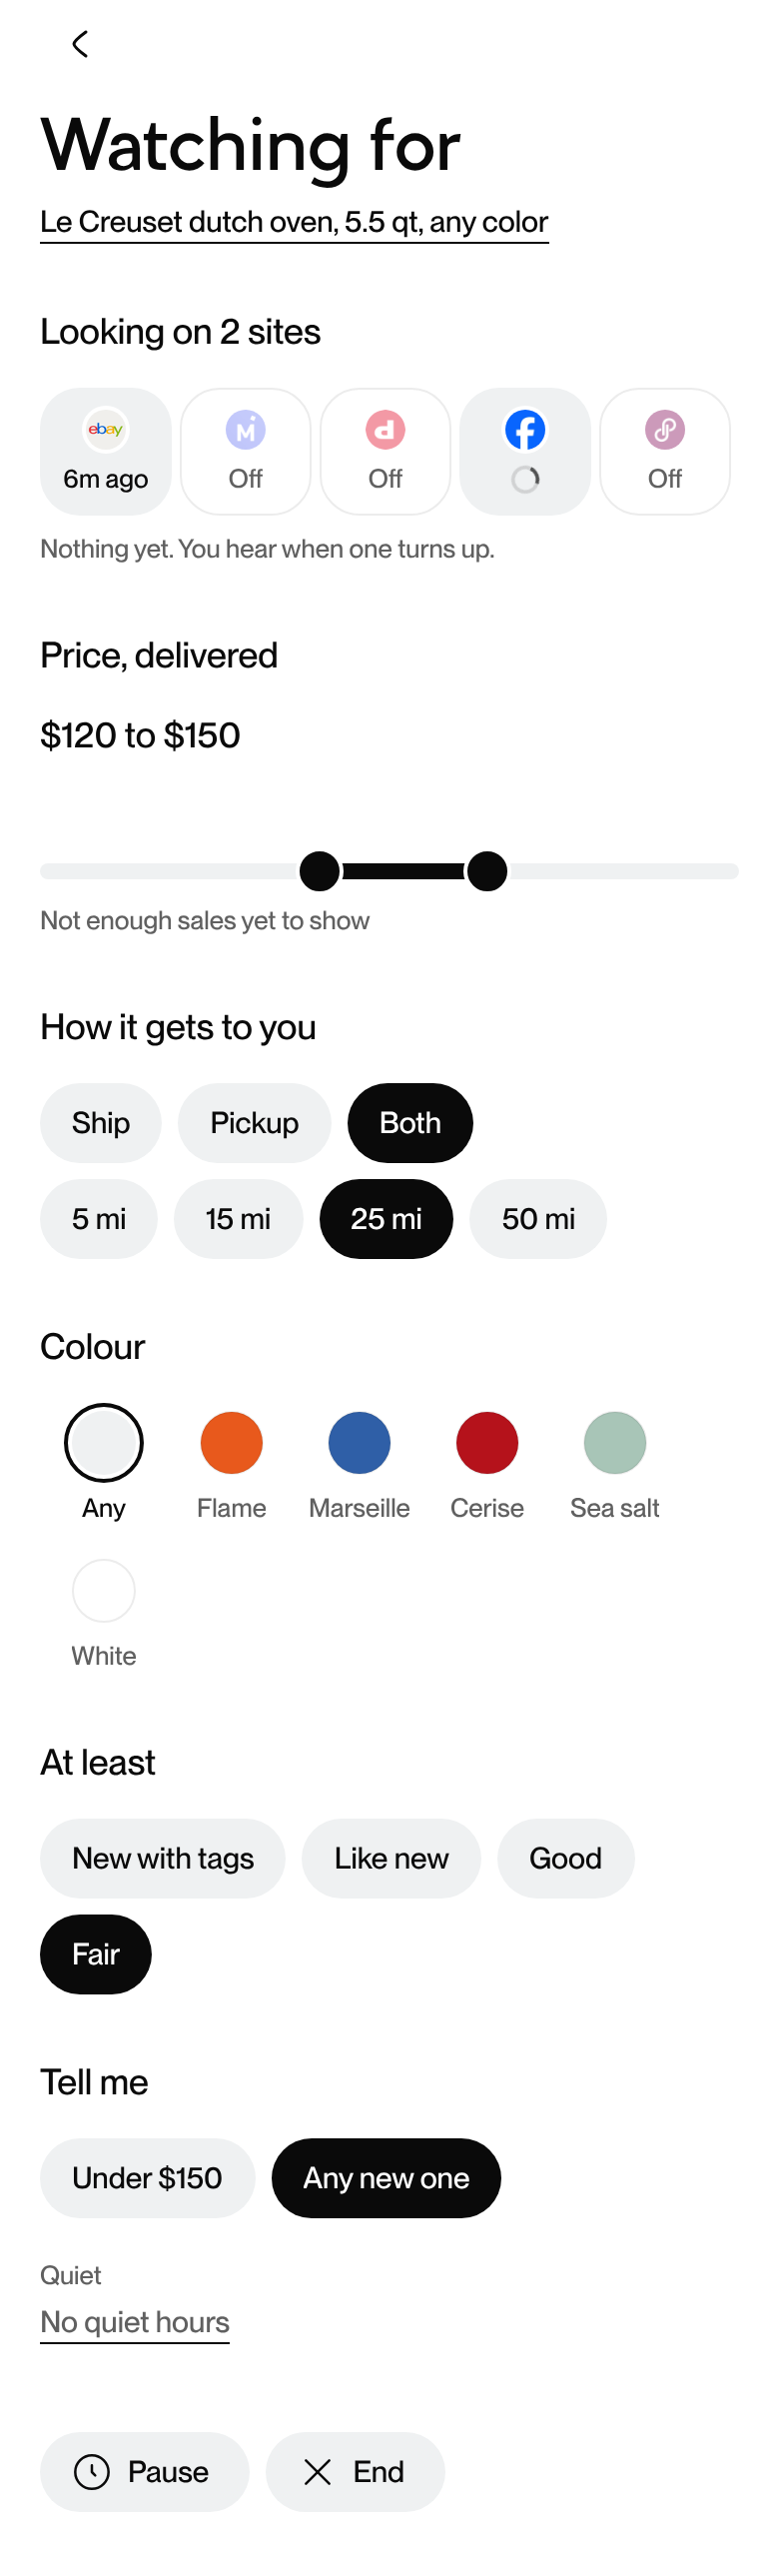 Watching for
Le Creuset dutch oven, 5.5 qt, any color
Looking on 2 sites
ebay
6m ago
Off
Off
Off
Nothing yet. You hear when one turns up.
Price, delivered
$120 to $150
Not enough sales yet to show
How it gets to you
Ship Pickup Both
5 mi 15 mi 25 mi 50 mi
Colour
Any Flame Marseille Cerise Sea salt
White
At least
New with tags Like new Good
Fair
Tell me
Under $150 Any new one
Quiet
No quiet hours
Pause End